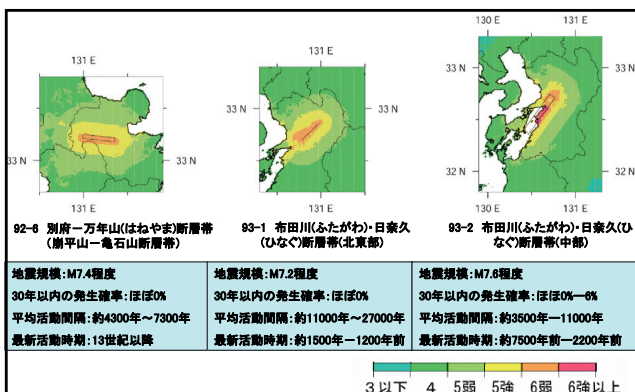 131 E
33 N
33 N
92-6 別府ー万年山(はねやま)断層帯
(崩平山ー亀石山断層帯)
地震規模:M7.4程度
30年以内の発生確率:ほぼ0%
平均活動間隔:約4300年～7300年
最新活動時期:13世紀以降
131 E
33 N
131 E
93-1 布田川(ふたがわ)・日奈久
(ひなぐ)断層帯(北東部)
地震規模:M7.2程度
30年以内の発生確率:ほぼ0%
平均活動間隔:約11000年～27000年
最新活動時期:約1500年ー1200年前
130 E
131 E
33 N
33 N
32 N
32 N
130 E
131 E
93-2 布田川(ふたがわ)・日奈久(ひ
なぐ)断層帯(中部)
地震規模:M7.6程度
30年以内の発生確率:ほぼ0%ー6%
平均活動間隔:約3500年ー11000年
最新活動時期:約7500年前ー2200年前
131 E
3以下 4 5弱 5強 6弱 6強以上